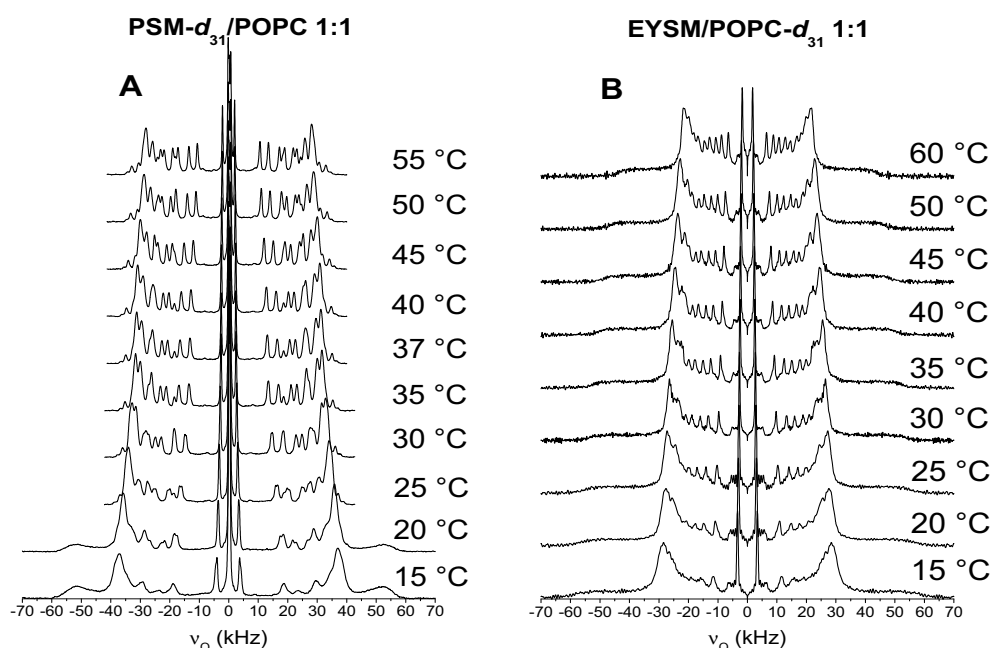 PSM-d31/POPC 1:1
A
55 °C
50 °C
45 °C
40 °C
37 °C
35 °C
30 °C
25 °C
20 °C
15 °C
-70 -60 -50 -40 -30 -20 -10 0 10 20 30 40 50 60 70
νQ (kHz)
EYSM/POPC-d31 1:1
B
60 °C
50 °C
45 °C
40 °C
35 °C
30 °C
25 °C
20 °C
15 °C
-70 -60 -50 -40 -30 -20 -10 0 10 20 30 40 50 60 70
νQ (kHz)